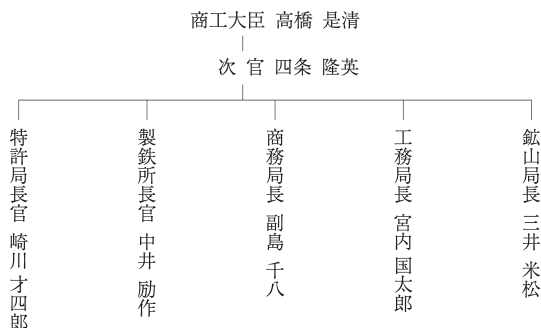 商工大臣 高橋 是清
次 官 四条 隆英
鉱山局長 三井 米松
工務局長 宮内 国太郎
商務局長 副島 千八
製鉄所長官 中井 励作
特許局長官 崎川 才四郎